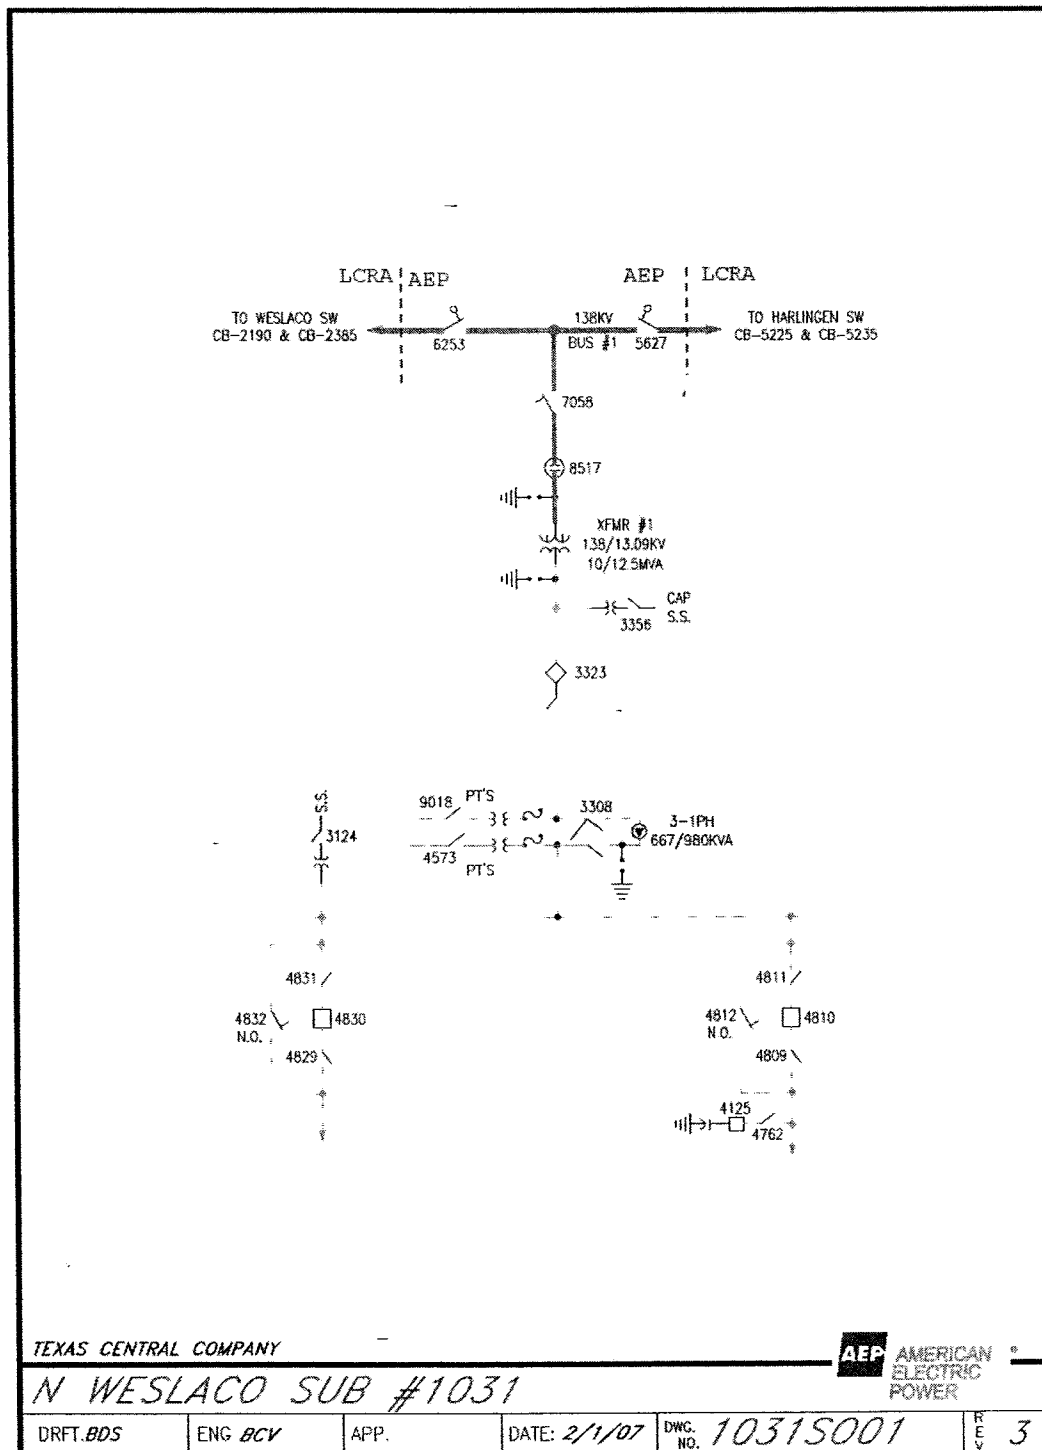 LCRA AEP
AEP LCRA
TO WESLACO SW
CB-2190 & CB-2385
6253
138KV
BUS #1
5627
TO HARLINGEN SW
CB-5225 & CB-5235
7058
8517
XFMR #1
138/13.09KV
10/12.5MVA
CAP
S.S.
3356
3323
S.S.
3124
9018
PT'S
4573
PT'S
3308
3-1PH
667/980KVA
4831
4832
N.O.
4830
4829
4811
4812
N.O.
4810
4809
4125
4762
TEXAS CENTRAL COMPANY
AEP AMERICAN ELECTRIC POWER ®
N WESLACO SUB #1031
DRFT. BDS
ENG BCV
APP.
DATE: 2/1/07
DWG. NO. 1031S001
REV 3